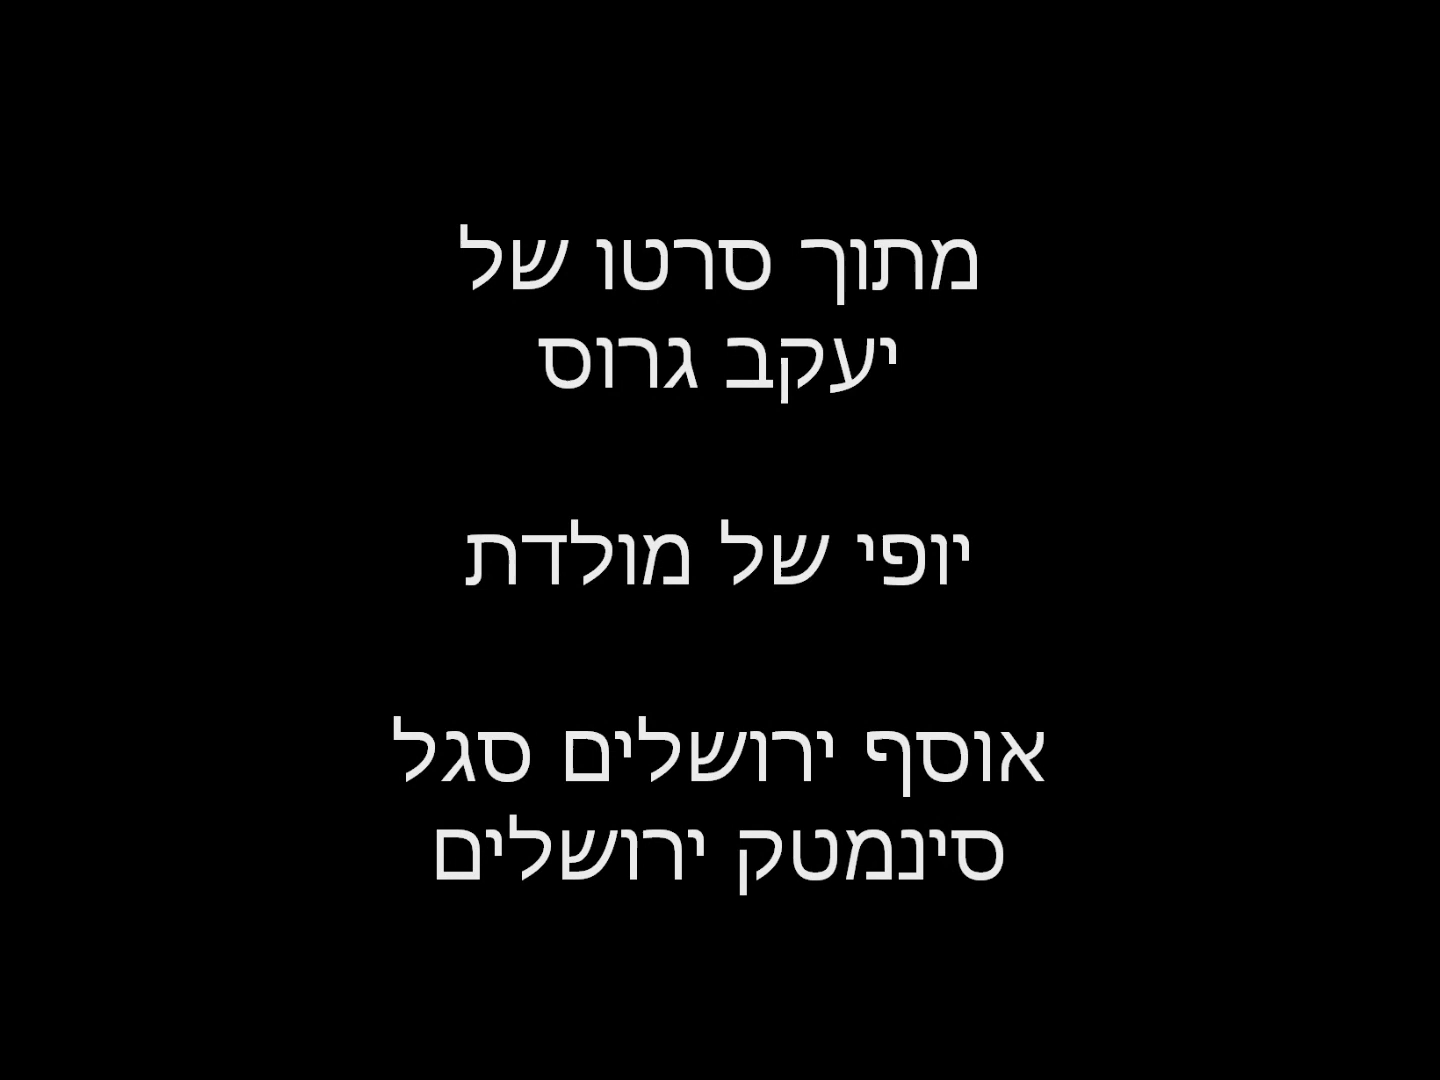 מתוך סרטו של
יעקב גרוס
יופי של מולדת
אוסף ירושלים סגל
סינמטק ירושלים